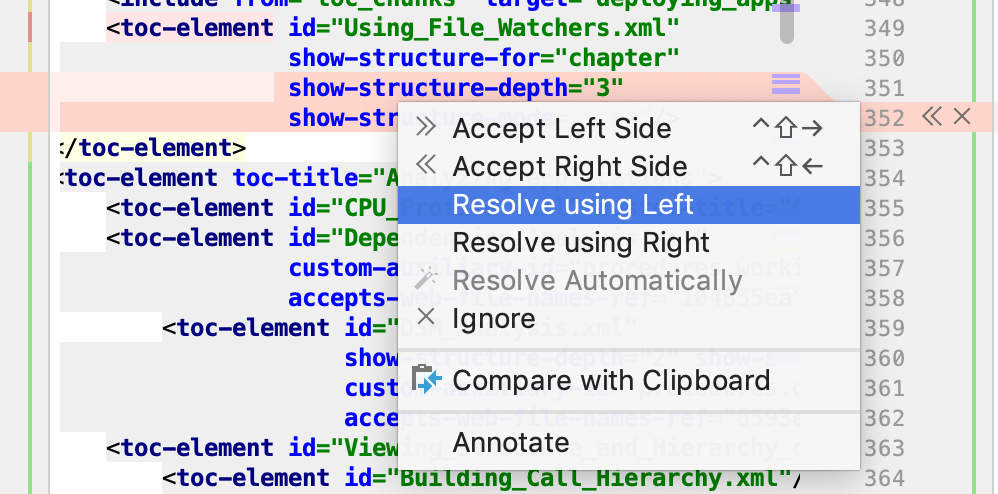 <include from="toc_chunks" target="deploying_apps 348
<toc-element id="Using_File_Watchers.xml" 349
show-structure-for="chapter" 350
show-structure-depth="3" 351
show-str 352
</toc-element> 353
<toc-element toc-title="A 354
<toc-element id="CPU_ 355
<toc-element id="Depen 356
custom-a 357
accepts- 358
<toc-element id=" 359
show 360
cust 361
acce 362
<toc-element id="View 363
<toc-element id="Building_Call_Hierarchy.xml"/ 364
Accept Left Side ^⇧→
Accept Right Side ^⇧←
Resolve using Left
Resolve using Right
Resolve Automatically
Ignore
Compare with Clipboard
Annotate